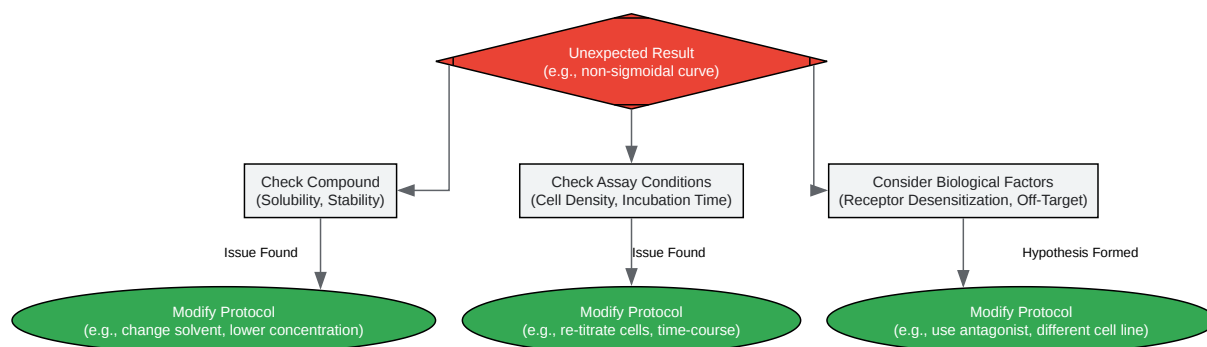 Unexpected Result
(e.g., non-sigmoidal curve)
Check Compound
(Solubility, Stability)
Check Assay Conditions
(Cell Density, Incubation Time)
Consider Biological Factors
(Receptor Desensitization, Off-Target)
Issue Found
Issue Found
Hypothesis Formed
Modify Protocol
(e.g., change solvent, lower concentration)
Modify Protocol
(e.g., re-titrate cells, time-course)
Modify Protocol
(e.g., use antagonist, different cell line)